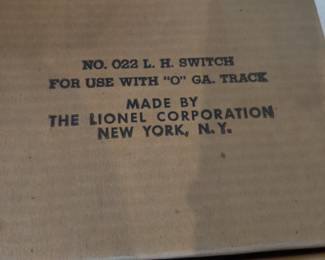 NO. 022 L. H. SWITCH
FOR USE WITH "O" GA. TRACK
MADE BY
THE LIONEL CORPORATION
NEW YORK, N.Y.